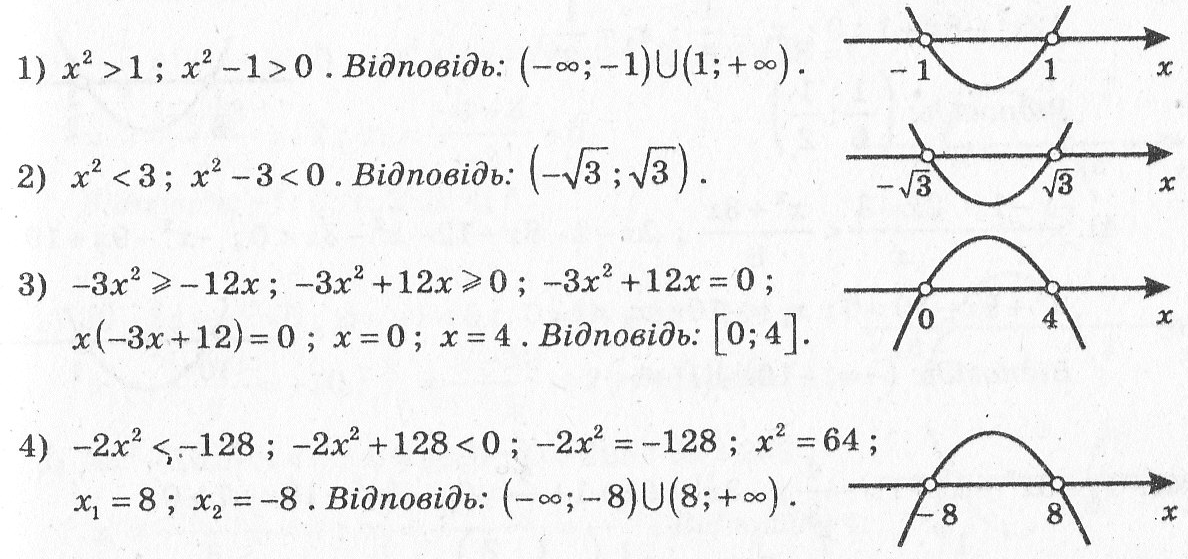 1) x² > 1 ; x² − 1 > 0 . Відповідь: (−∞; −1)∪(1; +∞) .
−1 1 x
2) x² < 3 ; x² − 3 < 0 . Відповідь: (−√3 ; √3) .
−√3 √3 x
3) −3x² ⩾ −12x ; −3x² + 12x ⩾ 0 ; −3x² + 12x = 0 ;
x(−3x + 12) = 0 ; x = 0 ; x = 4 . Відповідь: [0; 4].
0 4 x
4) −2x² < −128 ; −2x² + 128 < 0 ; −2x² = −128 ; x² = 64 ;
x₁ = 8 ; x₂ = −8 . Відповідь: (−∞; −8)∪(8; +∞) .
−8 8 x